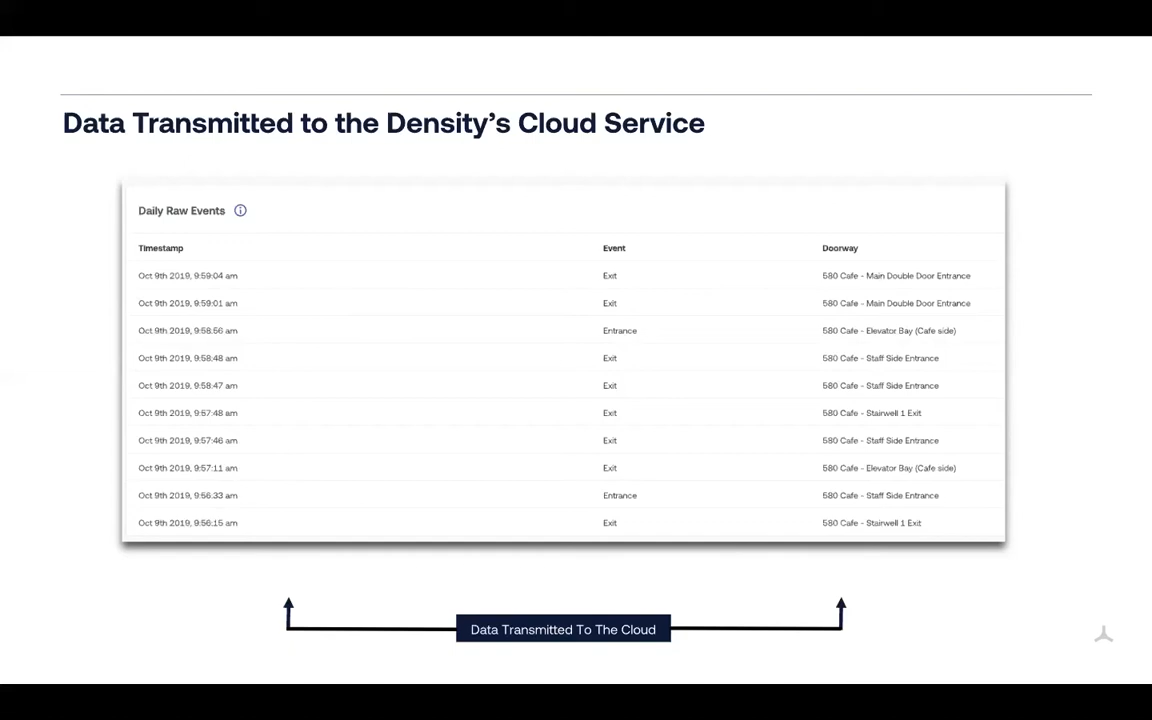 Data Transmitted to the Density's Cloud Service
Daily Raw Events
Timestamp Event Doorway
Oct 9th 2019, 9:59:04 am Exit 580 Cafe - Main Double Door Entrance
Oct 9th 2019, 9:59:01 am Exit 580 Cafe - Main Double Door Entrance
Oct 9th 2019, 9:58:56 am Entrance 580 Cafe - Elevator Bay (Cafe side)
Oct 9th 2019, 9:58:48 am Exit 580 Cafe - Staff Side Entrance
Oct 9th 2019, 9:58:47 am Exit 580 Cafe - Staff Side Entrance
Oct 9th 2019, 9:57:48 am Exit 580 Cafe - Stairwell 1 Exit
Oct 9th 2019, 9:57:46 am Exit 580 Cafe - Staff Side Entrance
Oct 9th 2019, 9:57:11 am Exit 580 Cafe - Elevator Bay (Cafe side)
Oct 9th 2019, 9:56:33 am Entrance 580 Cafe - Staff Side Entrance
Oct 9th 2019, 9:56:15 am Exit 580 Cafe - Stairwell 1 Exit
Data Transmitted To The Cloud